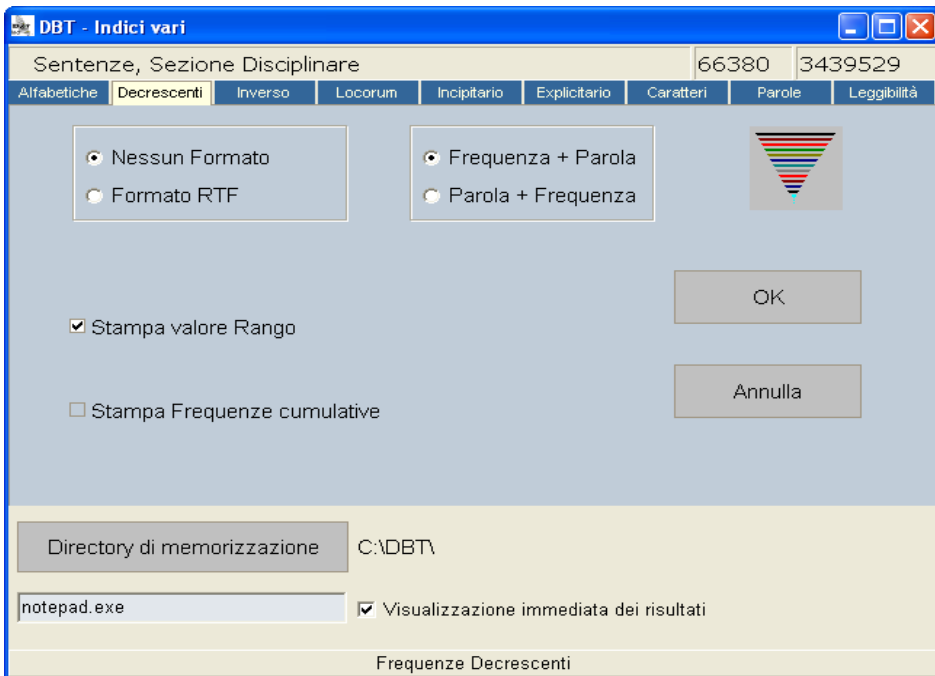 DBT - Indici vari
Sentenze, Sezione Disciplinare 66380 3439529
Alfabetiche Decrescenti Inverso Locorum Incipitario Explicitario Caratteri Parole Leggibilità
Nessun Formato Frequenza + Parola
Formato RTF Parola + Frequenza
OK
Stampa valore Rango
Annulla
Stampa Frequenze cumulative
Directory di memorizzazione C:\DBT\
notepad.exe Visualizzazione immediata dei risultati
Frequenze Decrescenti